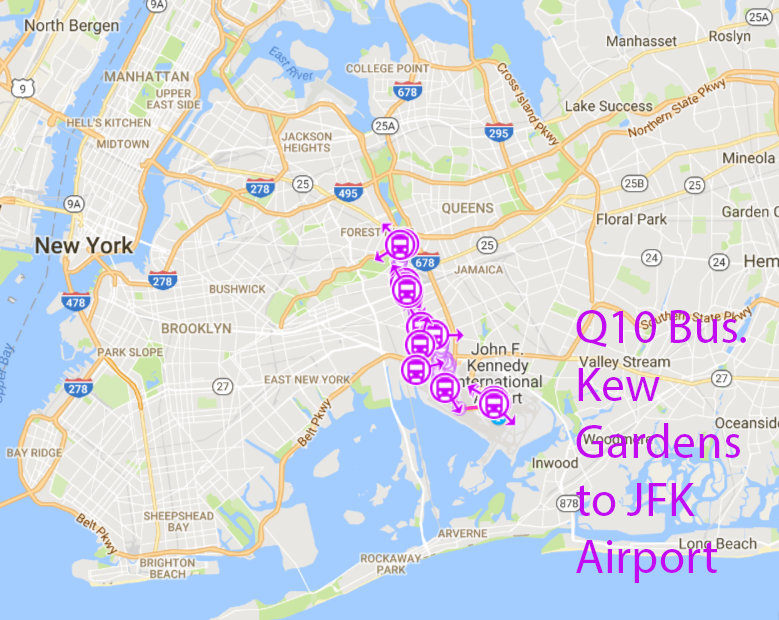 9A
25A
North Bergen
Manhasset
Roslyn
East River
COLLEGE POINT
MANHATTAN
678
9
UPPER
EAST SIDE
Cross Island Pkwy
Lake Success
Northern State Pkwy
HELL'S KITCHEN
25A
295
MIDTOWN
JACKSON
HEIGHTS
Mineola
278
25
495
25B
25
9A
QUEENS
Floral Park
Garden C
FOREST
New York
25
24
24
Hem
678
JAMAICA
278
BUSHWICK
478
Southern State Pkwy
Q10 Bus.
BROOKLYN
PARK SLOPE
John F.
Kennedy
International
Valley Stream
Kew
278
27
EAST NEW YORK
27
Upper Bay
Belt Pkwy
Gardens
Oceanside
BAY RIDGE
Woodmere
Inwood
878
to JFK
Belt Pkwy
SHEEPSHEAD
BAY
ARVERNE
Long Beach
Airport
BRIGHTON
BEACH
ROCKAWAY
PARK